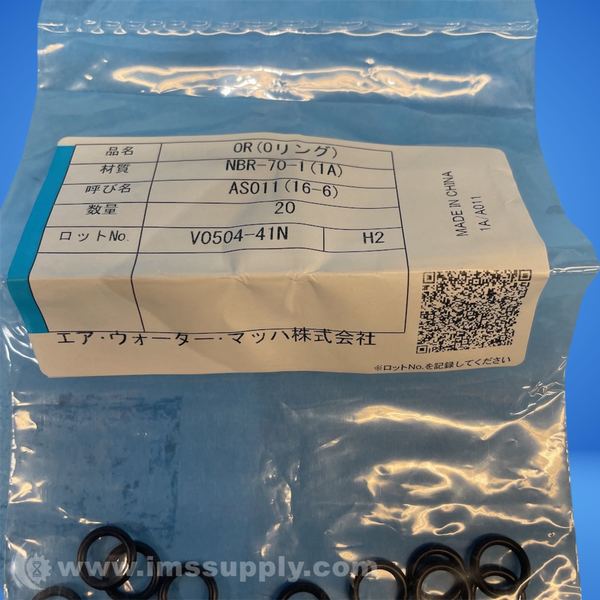 品名 OR(Oリング)
材質 NBR-70-1(1A)
呼び名 AS011(16-6)
数量 20
ロットNo. V0504-41N H2
エア・ウォーター・マッハ株式会社
MADE IN CHINA
1A/A011
※ロットNo.を記録してください
www.imssupply.com